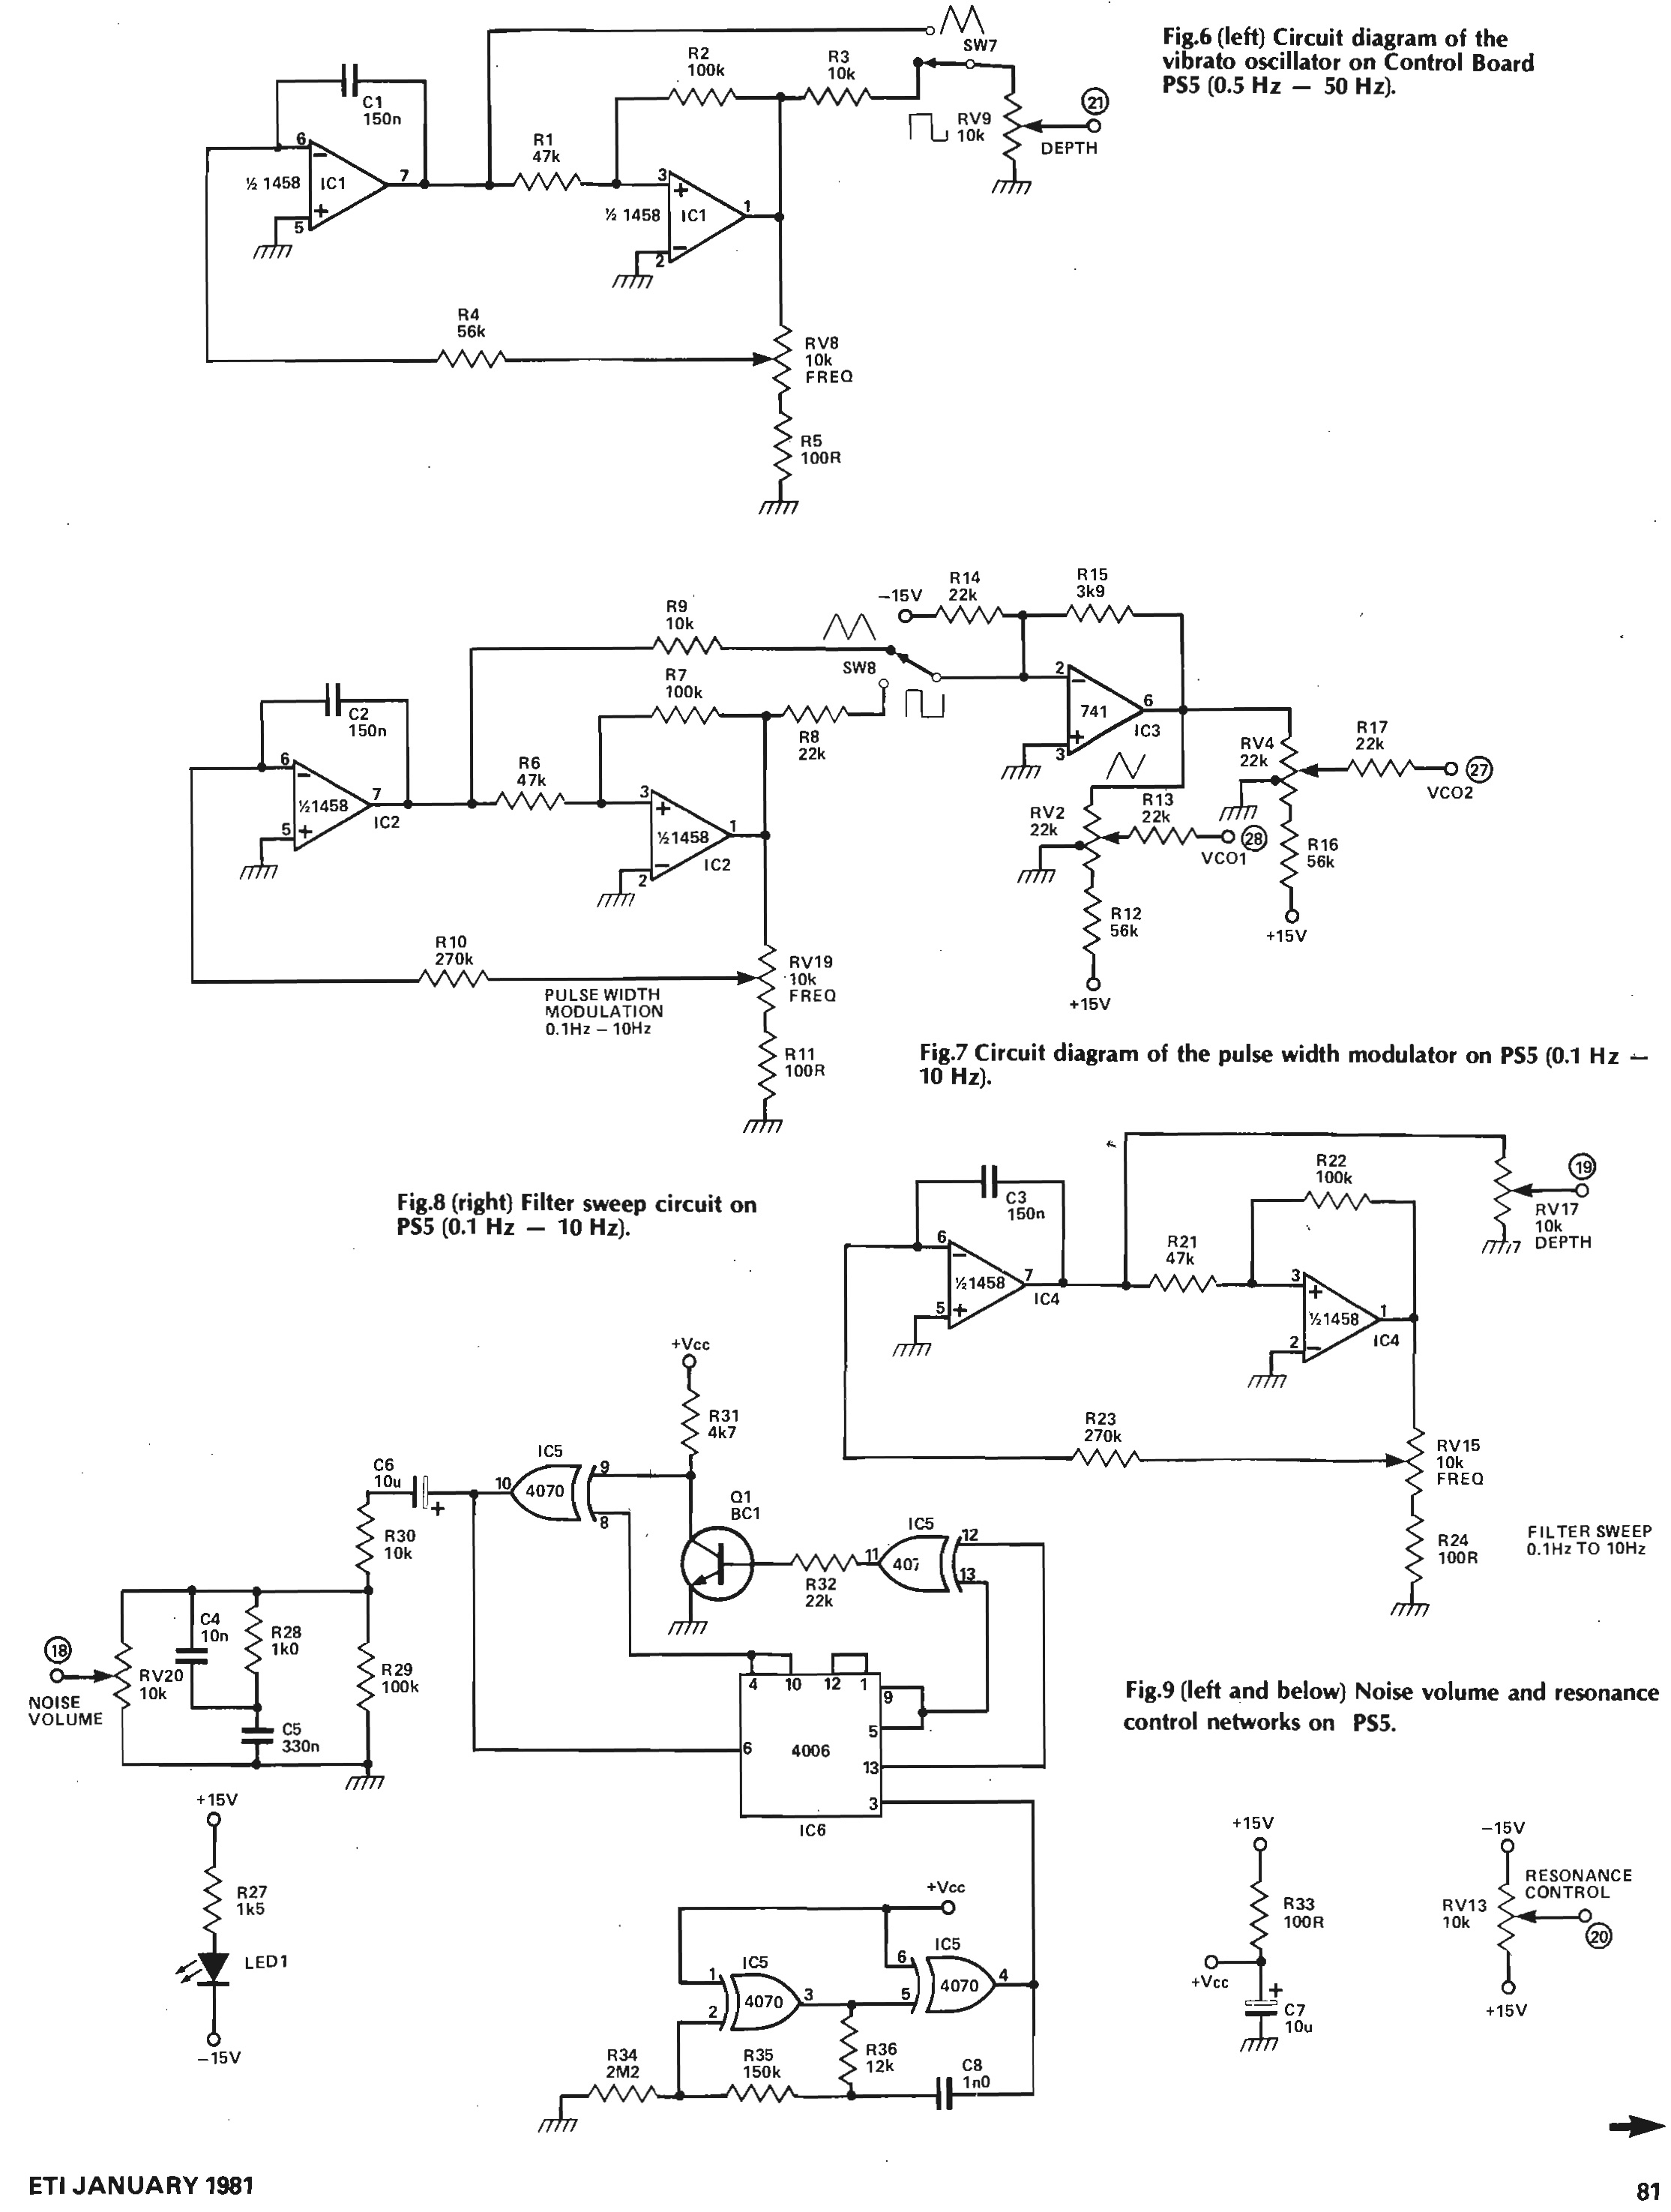 Fig.6 (left) Circuit diagram of the
vibrato oscillator on Control Board
PS5 (0.5 Hz — 50 Hz).
SW7
R2
100k
R3
10k
C1
150n
RV9
10k
21
DEPTH
R1
47k
6
7
½ 1458
IC1
5
3
1
½ 1458
IC1
2
R4
56k
RV8
10k
FREQ
R5
100R
R14
22k
R15
3k9
−15V
R9
10k
SW8
R7
100k
C2
150n
R8
22k
2
6
741
IC3
3
RV4
22k
R17
22k
27
VCO2
R6
47k
6
7
½1458
5
IC2
3
1
½1458
IC2
2
RV2
22k
R13
22k
28
VCO1
R16
56k
R12
56k
+15V
+15V
R10
270k
RV19
10k
FREQ
PULSE WIDTH
MODULATION
0.1Hz – 10Hz
R11
100R
Fig.7 Circuit diagram of the pulse width modulator on PS5 (0.1 Hz —
10 Hz).
Fig.8 (right) Filter sweep circuit on
PS5 (0.1 Hz — 10 Hz).
R22
100k
19
RV17
10k
DEPTH
C3
150n
R21
47k
6
7
½1458
IC4
5
3
1
½1458
IC4
2
R23
270k
RV15
10k
FREQ
R24
100R
FILTER SWEEP
0.1Hz TO 10Hz
+Vcc
R31
4k7
IC5
C6
10u
+
10
4070
9
8
Q1
BC1
IC5
11
407
12
13
R32
22k
R30
10k
C4
10n
R28
1k0
18
RV20
10k
R29
100k
NOISE
VOLUME
C5
330n
4
10
12
1
9
5
6
4006
13
3
IC6
Fig.9 (left and below) Noise volume and resonance
control networks on PS5.
+15V
R27
1k5
LED1
−15V
+Vcc
IC5
6
4070
4
5
IC5
1
4070
3
2
R36
12k
R34
2M2
R35
150k
C8
1n0
+15V
R33
100R
+Vcc
+
C7
10u
−15V
RESONANCE
CONTROL
RV13
10k
20
+15V
ETI JANUARY 1981
81